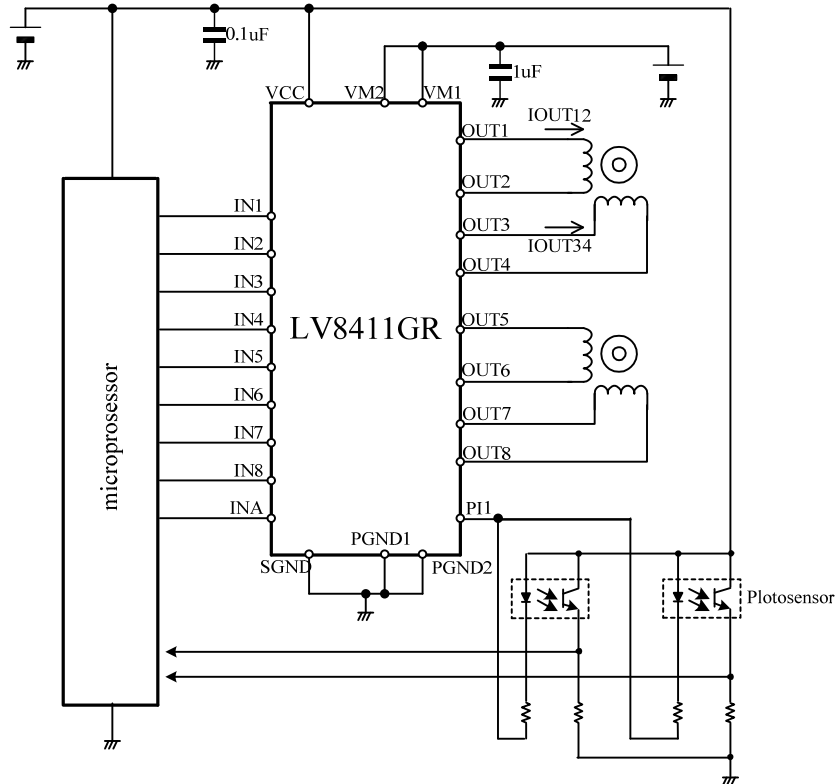 0.1uF
1uF
VCC
VM2
VM1
OUT1
IOUT12
OUT2
OUT3
IOUT34
OUT4
IN1
IN2
IN3
IN4
IN5
IN6
IN7
IN8
INA
LV8411GR
microprosessor
OUT5
OUT6
OUT7
OUT8
PI1
PGND1
SGND
PGND2
Plotosensor